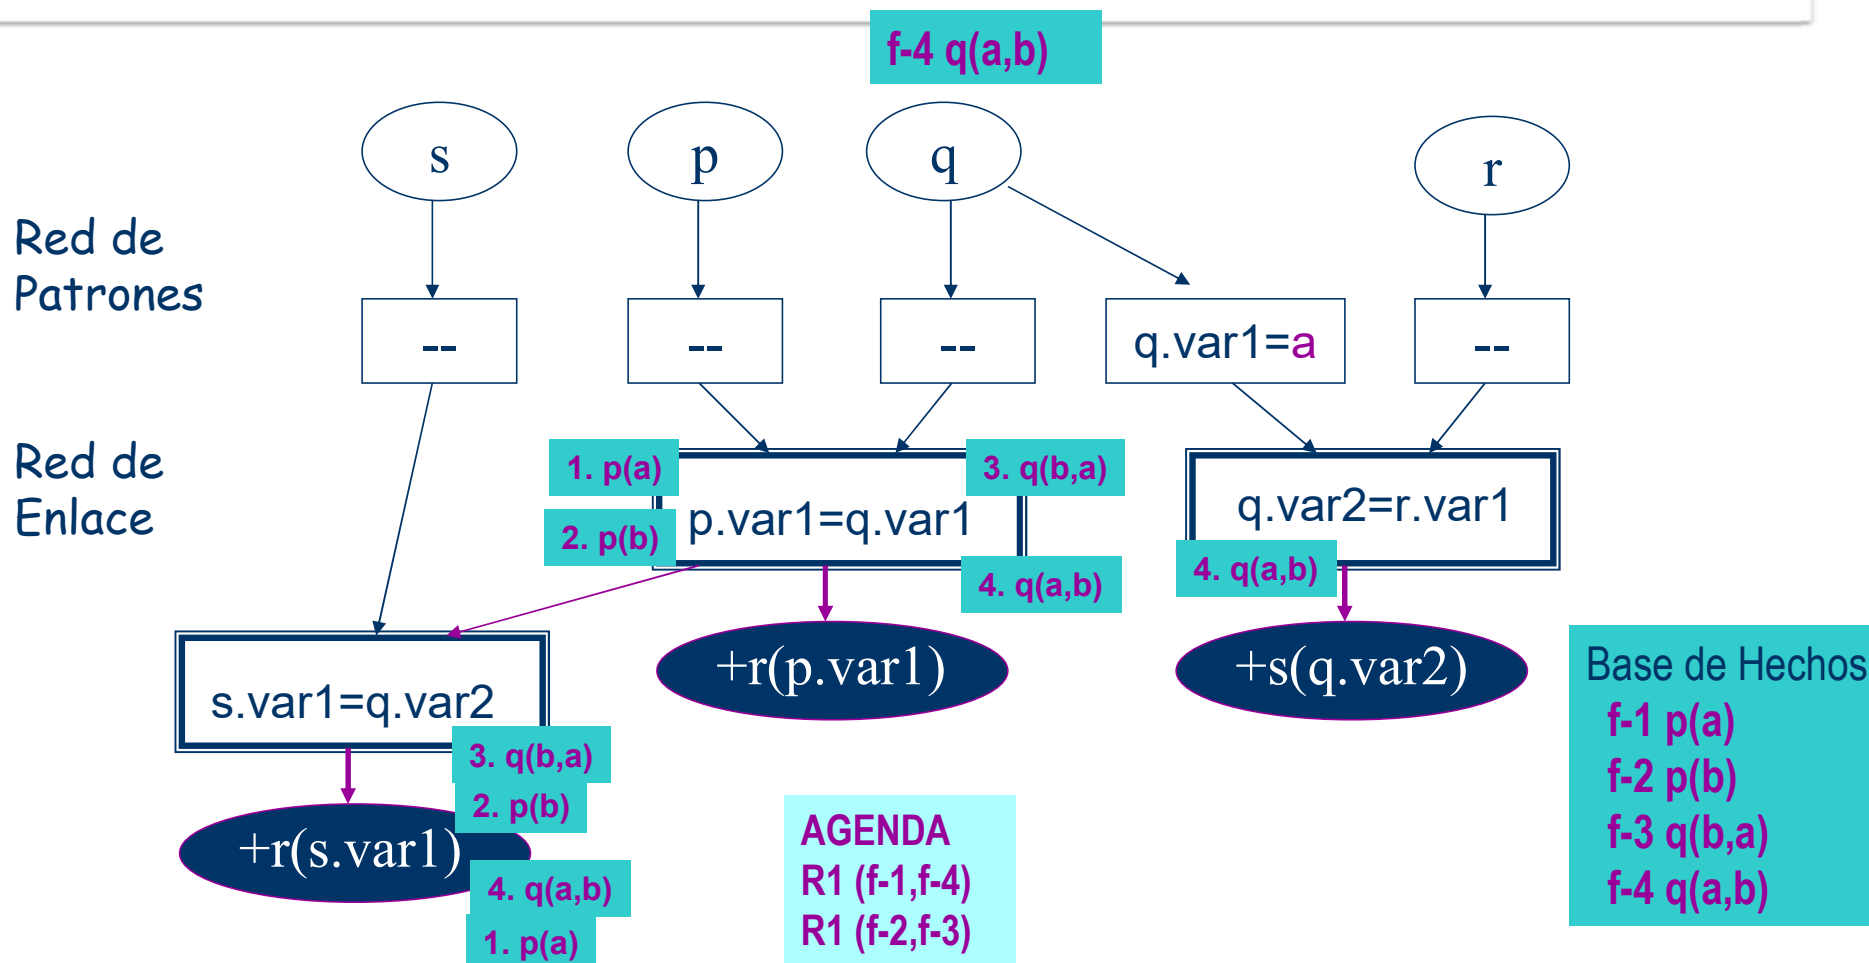 f-4 q(a,b)
s
p
q
r
Red de
Patrones
--
--
--
q.var1=a
--
Red de
Enlace
1. p(a)
2. p(b)
p.var1=q.var1
3. q(b,a)
4. q(a,b)
q.var2=r.var1
4. q(a,b)
s.var1=q.var2
3. q(b,a)
2. p(b)
+r(p.var1)
+s(q.var2)
+r(s.var1)
4. q(a,b)
1. p(a)
AGENDA
R1 (f-1,f-4)
R1 (f-2,f-3)
Base de Hechos
f-1 p(a)
f-2 p(b)
f-3 q(b,a)
f-4 q(a,b)